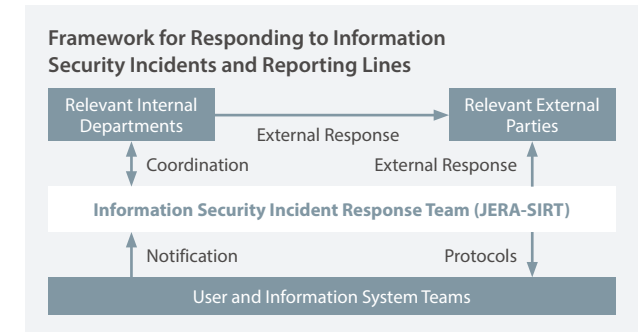 Framework for Responding to Information
Security Incidents and Reporting Lines
Relevant Internal
Departments
External Response
Relevant External
Parties
Coordination
External Response
Information Security Incident Response Team (JERA-SIRT)
Notification
Protocols
User and Information System Teams